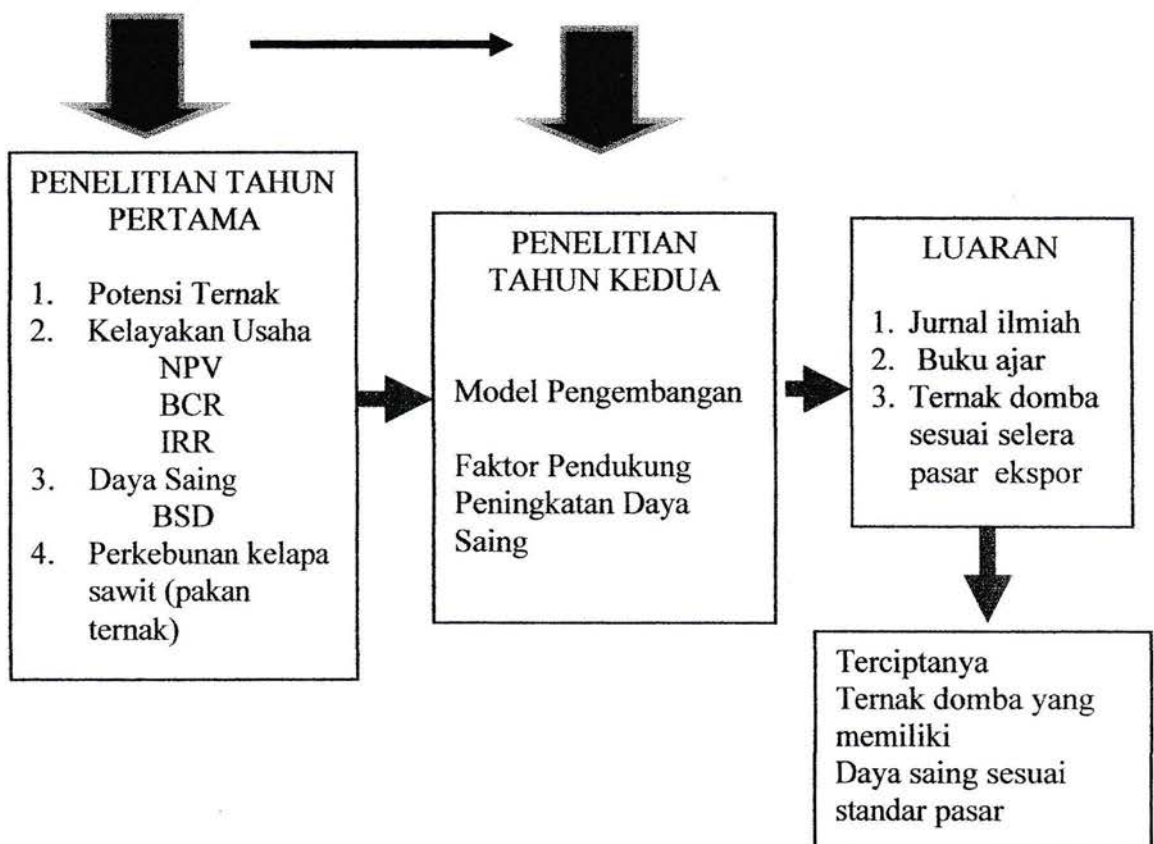 PENELITIAN TAHUN
PERTAMA
1. Potensi Ternak
2. Kelayakan Usaha
NPV
BCR
IRR
3. Daya Saing
BSD
4. Perkebunan kelapa
sawit (pakan
ternak)
PENELITIAN
TAHUN KEDUA
Model Pengembangan
Faktor Pendukung
Peningkatan Daya
Saing
LUARAN
1. Jurnal ilmiah
2. Buku ajar
3. Ternak domba
sesuai selera
pasar ekspor
Terciptanya
Ternak domba yang
memiliki
Daya saing sesuai
standar pasar